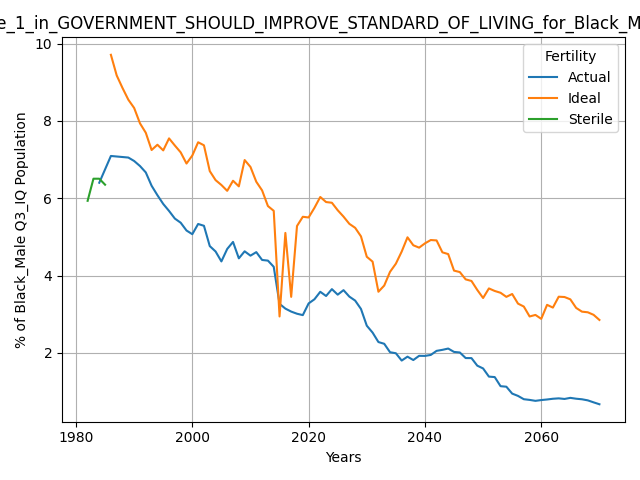 e_1_in_GOVERNMENT_SHOULD_IMPROVE_STANDARD_OF_LIVING_for_Black_M
Fertility
Actual
Ideal
Sterile
% of Black_Male Q3_IQ Population
10
8
6
4
2
1980
2000
2020
2040
2060
Years